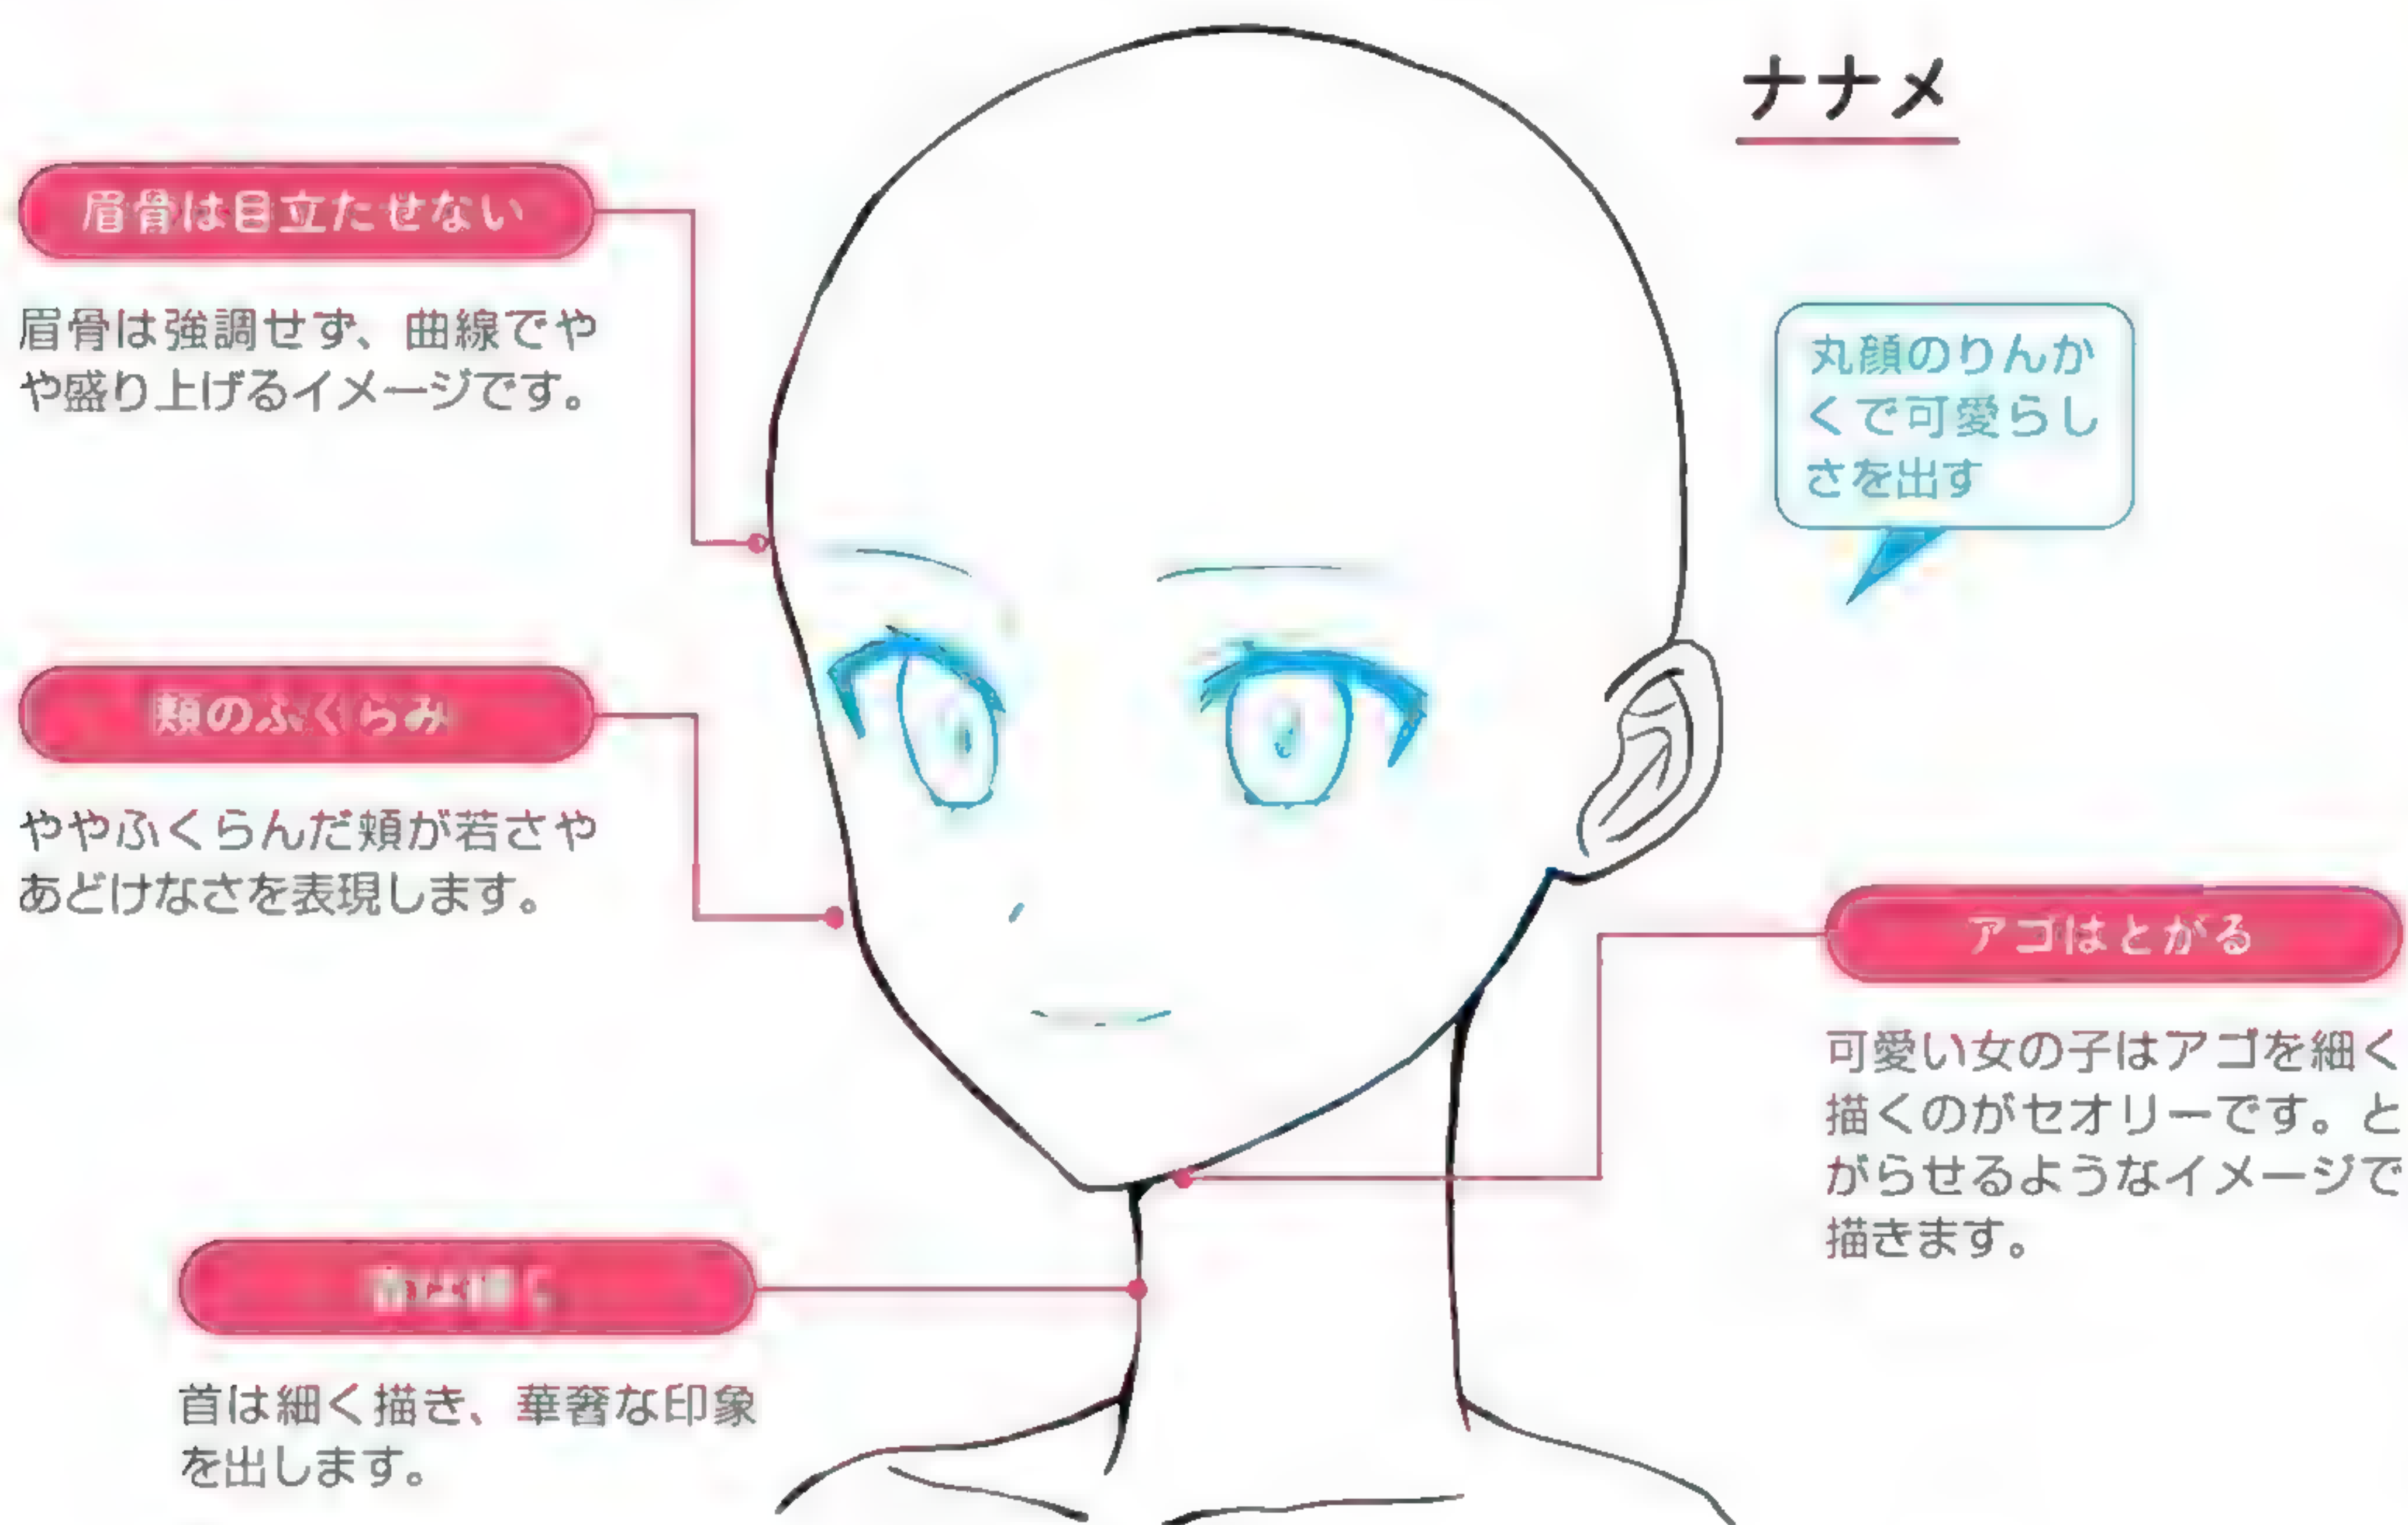 ナナメ
眉骨は目立たせない
眉骨は強調せず、曲線でや
や盛り上げるイメージです。
丸顔のりんか
くで可愛らし
さを出す
頬のふくらみ
ややふくらんだ頬が若さや
あどけなさを表現します。
アゴはとがる
可愛い女の子はアゴを細く
描くのがセオリーです。と
がらせるようなイメージで
描きます。
首は細く描き、華奢な印象
を出します。